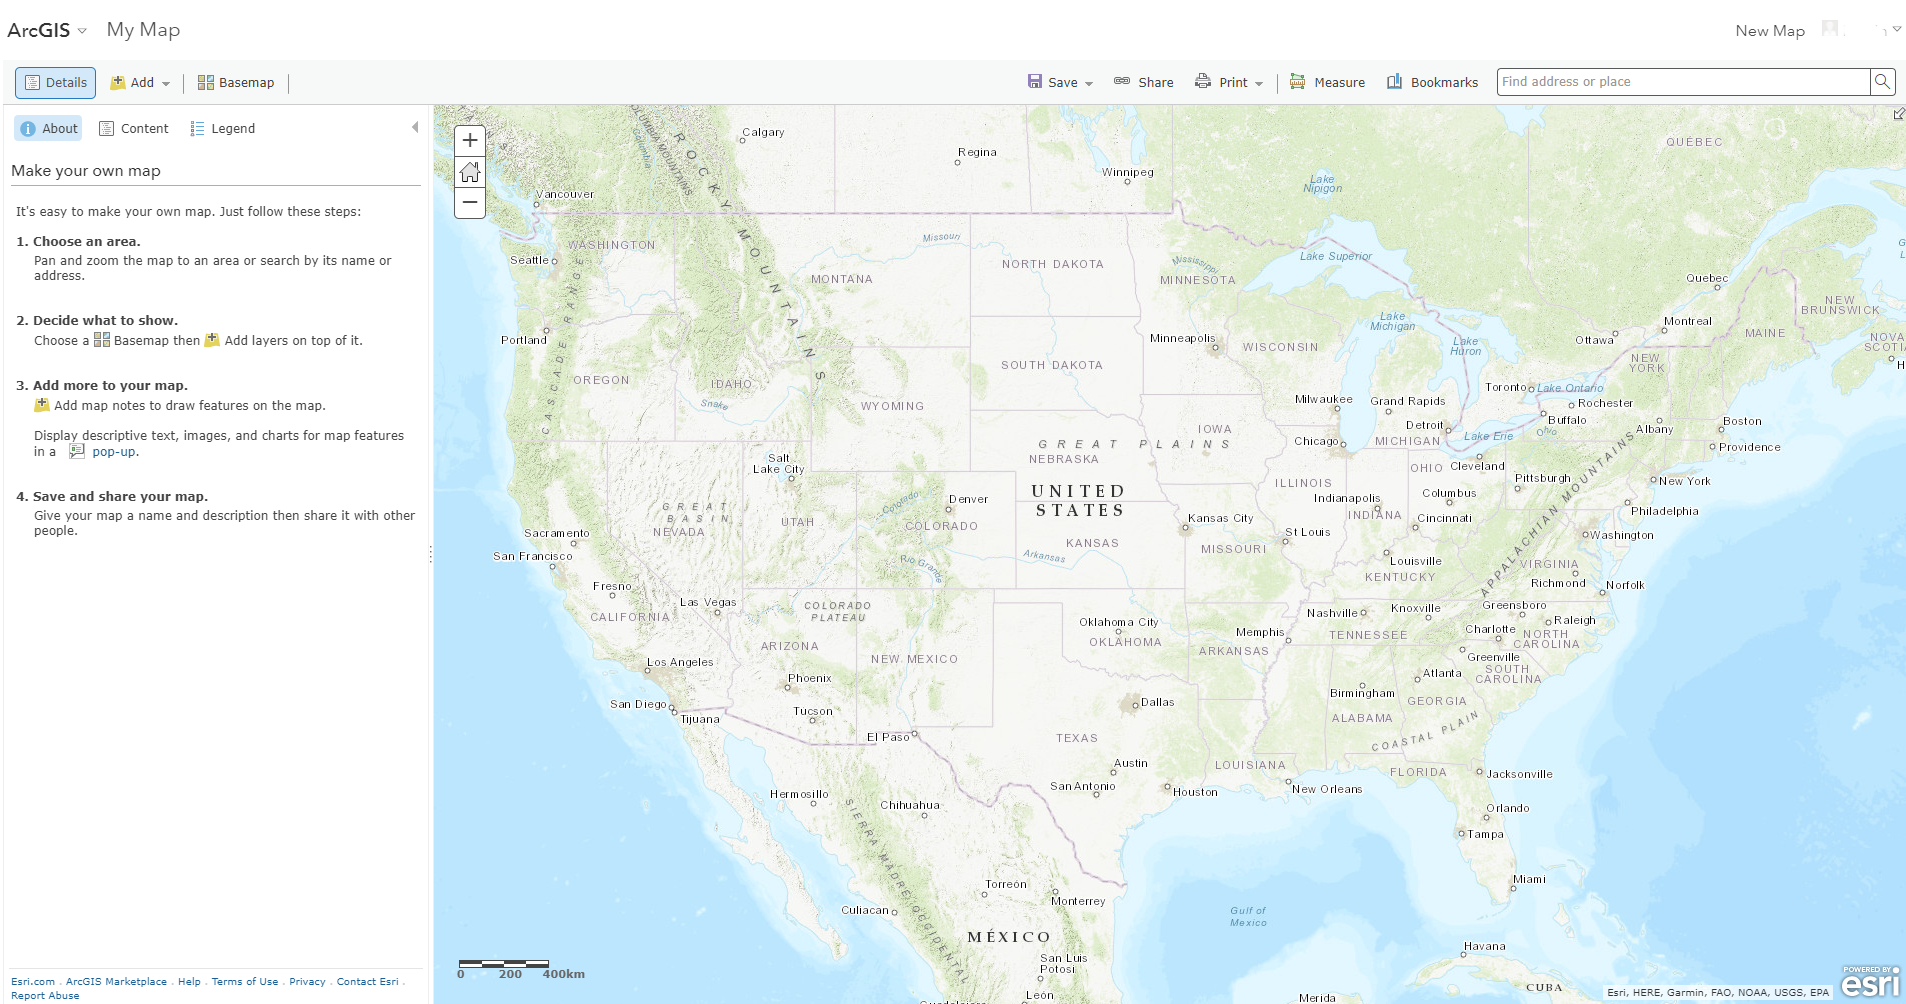 ArcGIS My Map New Map
Details Add Basemap Save Share Print Measure Bookmarks Find address or place
About Content Legend
Make your own map
It's easy to make your own map. Just follow these steps:
1. Choose an area.
Pan and zoom the map to an area or search by its name or
address.
2. Decide what to show.
Choose a Basemap then Add layers on top of it.
3. Add more to your map.
Add map notes to draw features on the map.
Display descriptive text, images, and charts for map features
in a pop-up.
4. Save and share your map.
Give your map a name and description then share it with other
people.
Esri.com . ArcGIS Marketplace . Help . Terms of Use . Privacy . Contact Esri .
Report Abuse
+
−
Calgary
Regina
Winnipeg
Vancouver
QUÉBEC
Lake
Nipigon
COLUMBIA MOUNTAINS
Columbia
ROCKY MOUNTAINS
WASHINGTON
Seattle
Missouri
MONTANA
NORTH DAKOTA
Mississippi
MINNESOTA
Lake Superior
Quebec
NEW
BRUNSWICK
MAINE
NOVA
SCOTI
Montreal
Ottawa
Portland
CASCADE RANGE
OREGON
IDAHO
Snake
WYOMING
SOUTH DAKOTA
Minneapolis
WISCONSIN
Lake
Michigan
Lake
Huron
NEW
YORK
Toronto
Lake Ontario
Rochester
Buffalo
Albany
Boston
Providence
Milwaukee
Grand Rapids
Detroit
MICHIGAN
Lake Erie
Ohio
IOWA
Chicago
GREAT PLAINS
NEBRASKA
Salt
Lake City
OHIO
Cleveland
Pittsburgh
New York
UNITED
STATES
Denver
Colorado
COLORADO
GREAT
BASIN
NEVADA
UTAH
ILLINOIS
Indianapolis
INDIANA
Columbus
Cincinnati
Philadelphia
APPALACHIAN MOUNTAINS
Washington
Sacramento
San Francisco
Kansas City
KANSAS
Arkansas
MISSOURI
St Louis
Louisville
KENTUCKY
VIRGINIA
Richmond
Norfolk
Rio Grande
Fresno
Las Vegas
CALIFORNIA
COLORADO
PLATEAU
ARIZONA
NEW MEXICO
Oklahoma City
OKLAHOMA
Memphis
ARKANSAS
Nashville
TENNESSEE
Knoxville
Greensboro
Raleigh
Charlotte
NORTH
CAROLINA
Greenville
SOUTH
CAROLINA
Los Angeles
Phoenix
San Diego
Tijuana
Tucson
El Paso
Dallas
TEXAS
Atlanta
Birmingham
ALABAMA
GEORGIA
COASTAL PLAIN
LOUISIANA
FLORIDA
Jacksonville
Austin
San Antonio
Houston
New Orleans
Orlando
Tampa
Miami
Hermosillo
Chihuahua
SIERRA MADRE OCCIDENTAL
Torreón
Monterrey
Culiacan
Gulf of
Mexico
MÉXICO
San Luis
Potosi
León
Merida
Havana
CUBA
0 200 400km
Esri, HERE, Garmin, FAO, NOAA, USGS, EPA
POWERED BY
esri